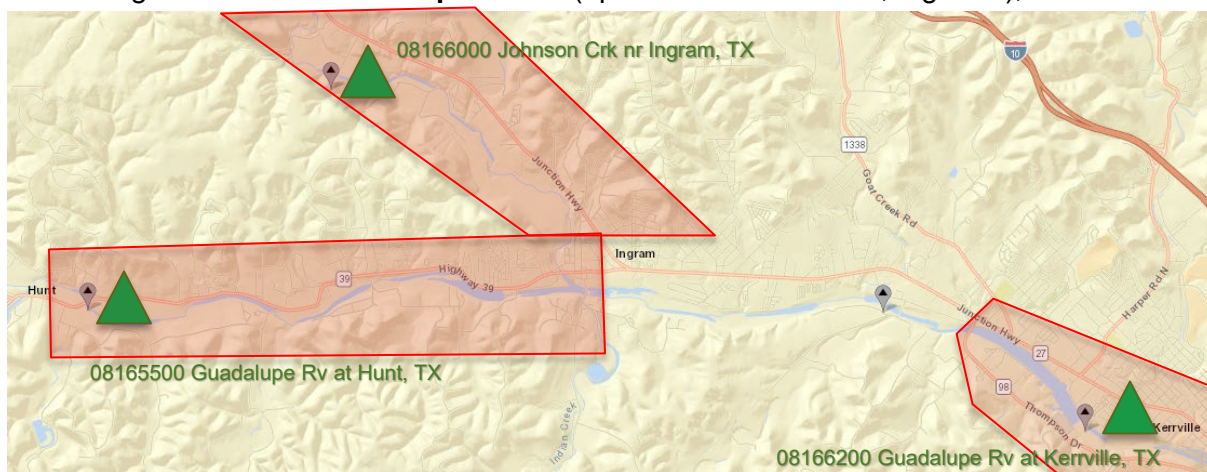 08166000 Johnson Crk nr Ingram, TX
10
1338
Goat Creek Rd
Junction Hwy
Harper Rd N
Ingram
Highway 39
39
Hunt
Junction Hwy
27
98
Thompson Dr
Kerrville
08165500 Guadalupe Rv at Hunt, TX
Indian Creek
08166200 Guadalupe Rv at Kerrville, TX